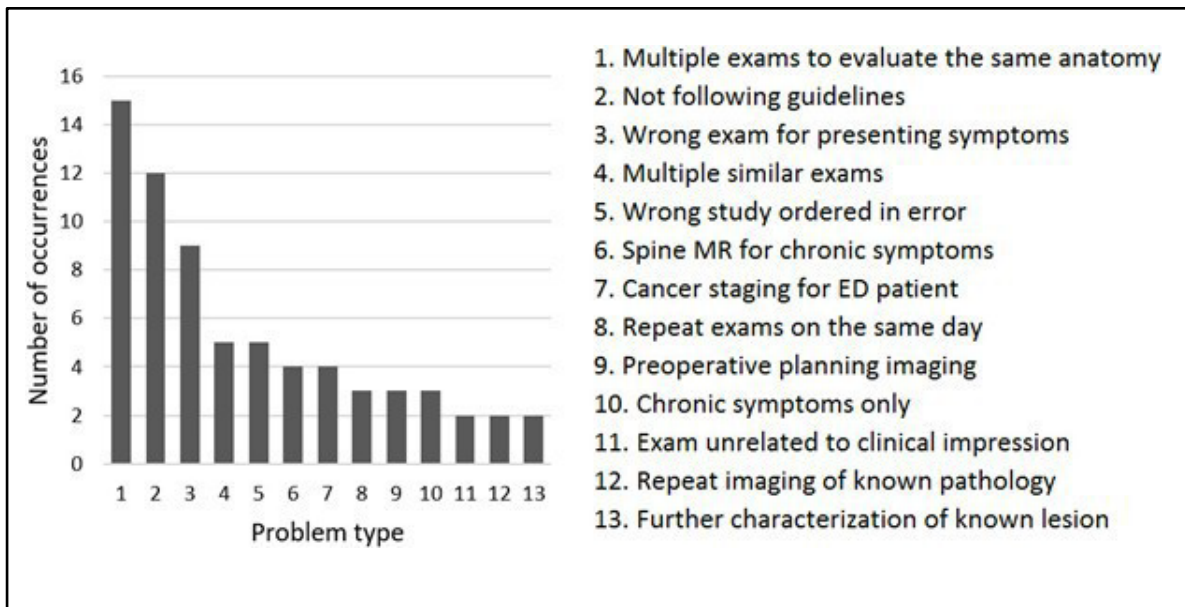 16
14
12
10
8
6
4
2
0
Number of occurrences
1 2 3 4 5 6 7 8 9 10 11 12 13
Problem type
1. Multiple exams to evaluate the same anatomy
2. Not following guidelines
3. Wrong exam for presenting symptoms
4. Multiple similar exams
5. Wrong study ordered in error
6. Spine MR for chronic symptoms
7. Cancer staging for ED patient
8. Repeat exams on the same day
9. Preoperative planning imaging
10. Chronic symptoms only
11. Exam unrelated to clinical impression
12. Repeat imaging of known pathology
13. Further characterization of known lesion